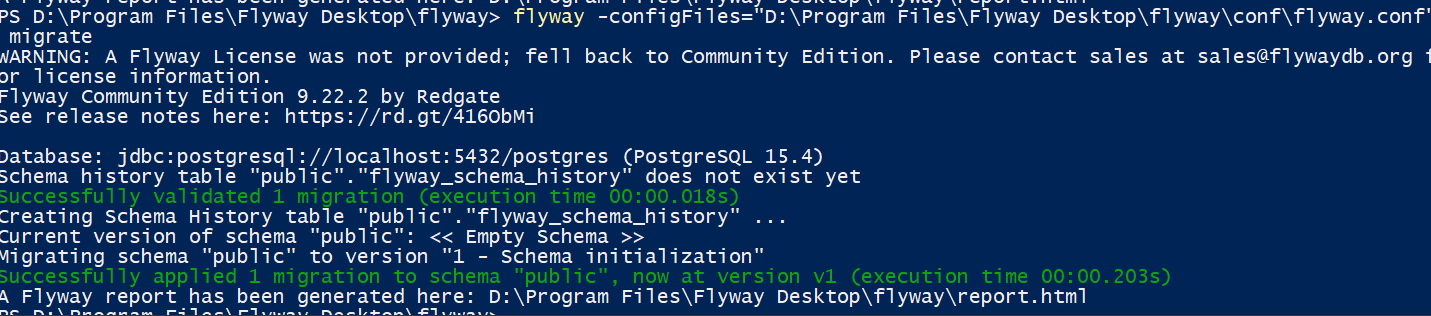 A Flyway report has been generated here: D:\Program Files\Flyway Desktop\flyway\report.html
PS D:\Program Files\Flyway Desktop\flyway> flyway -configFiles="D:\Program Files\Flyway Desktop\flyway\conf\flyway.conf"
migrate
WARNING: A Flyway License was not provided; fell back to Community Edition. Please contact sales at sales@flywaydb.org f
or license information.
Flyway Community Edition 9.22.2 by Redgate
See release notes here: https://rd.gt/416ObMi
Database: jdbc:postgresql://localhost:5432/postgres (PostgreSQL 15.4)
Schema history table "public"."flyway_schema_history" does not exist yet
Successfully validated 1 migration (execution time 00:00.018s)
Creating Schema History table "public"."flyway_schema_history" ...
Current version of schema "public": << Empty Schema >>
Migrating schema "public" to version "1 - Schema initialization"
Successfully applied 1 migration to schema "public", now at version v1 (execution time 00:00.203s)
A Flyway report has been generated here: D:\Program Files\Flyway Desktop\flyway\report.html
PS D:\Program Files\Flyway Desktop\flyway>